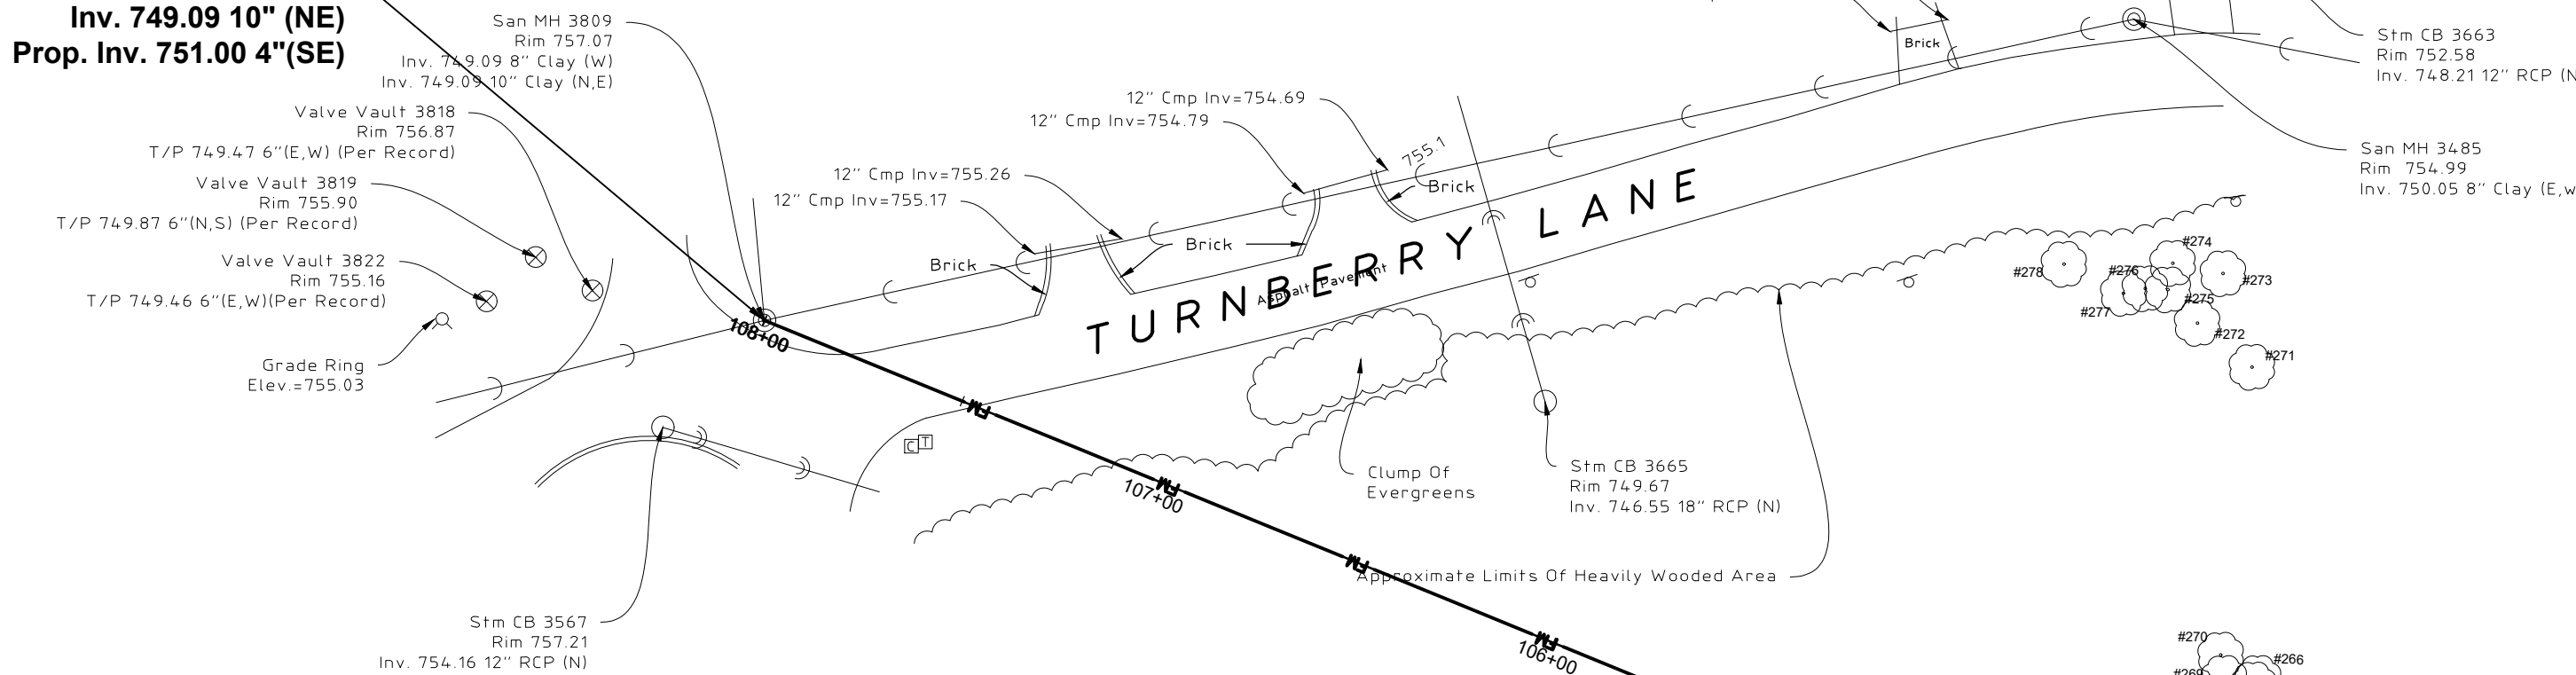 Inv. 749.09 10" (NE)
Prop. Inv. 751.00 4"(SE)
San MH 3809
Rim 757.07
Inv. 749.09 8" Clay (W)
Inv. 749.09 10" Clay (N,E)
Valve Vault 3818
Rim 756.87
T/P 749.47 6"(E,W) (Per Record)
Valve Vault 3819
Rim 755.90
T/P 749.87 6"(N,S) (Per Record)
Valve Vault 3822
Rim 755.16
T/P 749.46 6"(E,W)(Per Record)
Grade Ring
Elev.=755.03
12" Cmp Inv=754.69
12" Cmp Inv=754.79
12" Cmp Inv=755.26
12" Cmp Inv=755.17
755.1
Brick
Brick
Brick
Brick
TURNBERRY LANE
Asphalt Pavement
Stm CB 3663
Rim 752.58
Inv. 748.21 12" RCP (N
San MH 3485
Rim 754.99
Inv. 750.05 8" Clay (E,w
#274
#278
#276
#273
#275
#277
#272
#271
108+00
FM
C
T
FM
107+00
FM
FM
106+00
Clump Of
Evergreens
Stm CB 3665
Rim 749.67
Inv. 746.55 18" RCP (N)
Approximate Limits Of Heavily Wooded Area
Stm CB 3567
Rim 757.21
Inv. 754.16 12" RCP (N)
#270
#266
#269